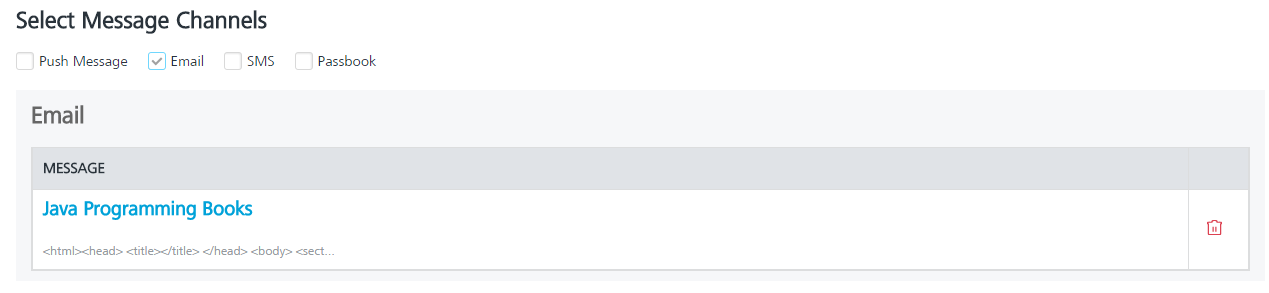 Select Message Channels
Push Message Email SMS Passbook
Email
MESSAGE
Java Programming Books
<html><head> <title></title> </head> <body> <sect...